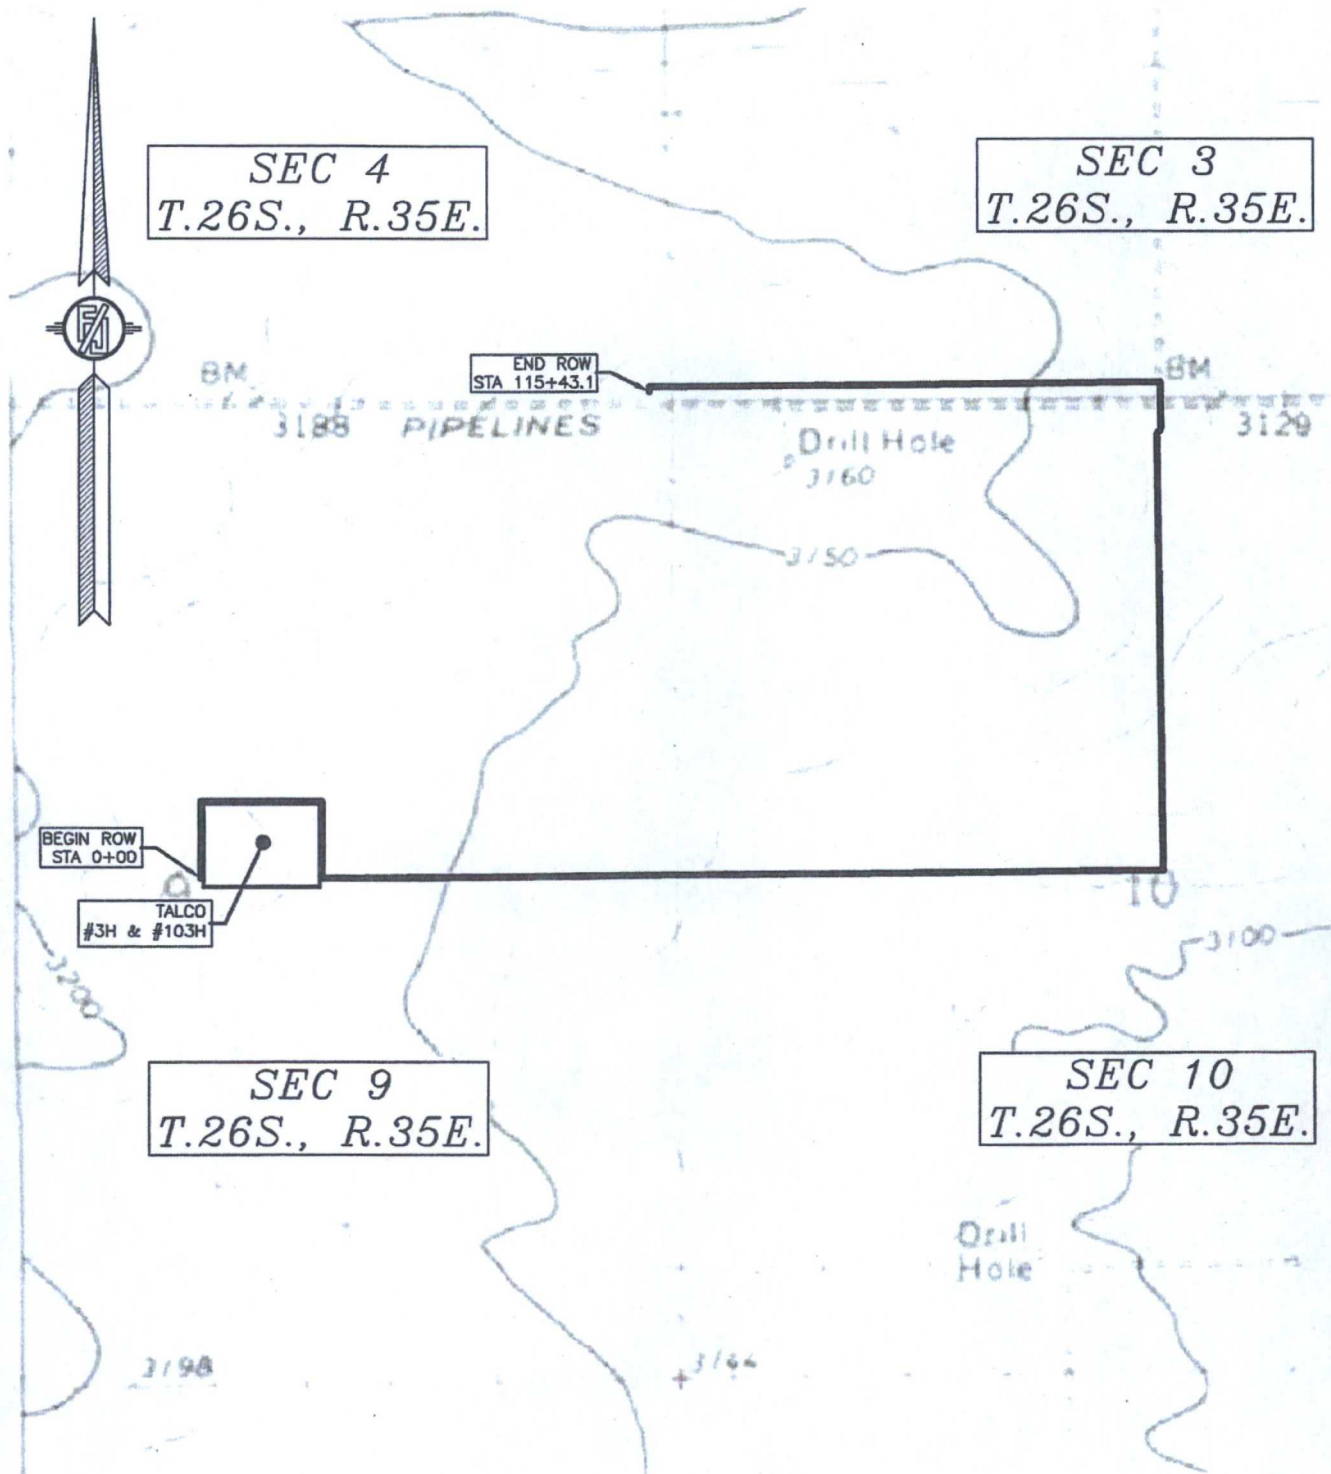 SEC 4
T.26S., R.35E.
SEC 3
T.26S., R.35E.
END ROW
STA 115+43.1
BM
BM
3188
PIPELINES
3129
Drill Hole
3160
3150
BEGIN ROW
STA 0+00
TALCO
#3H & #103H
10
3100
3200
SEC 9
T.26S., R.35E.
SEC 10
T.26S., R.35E.
Drill
Hole
3198